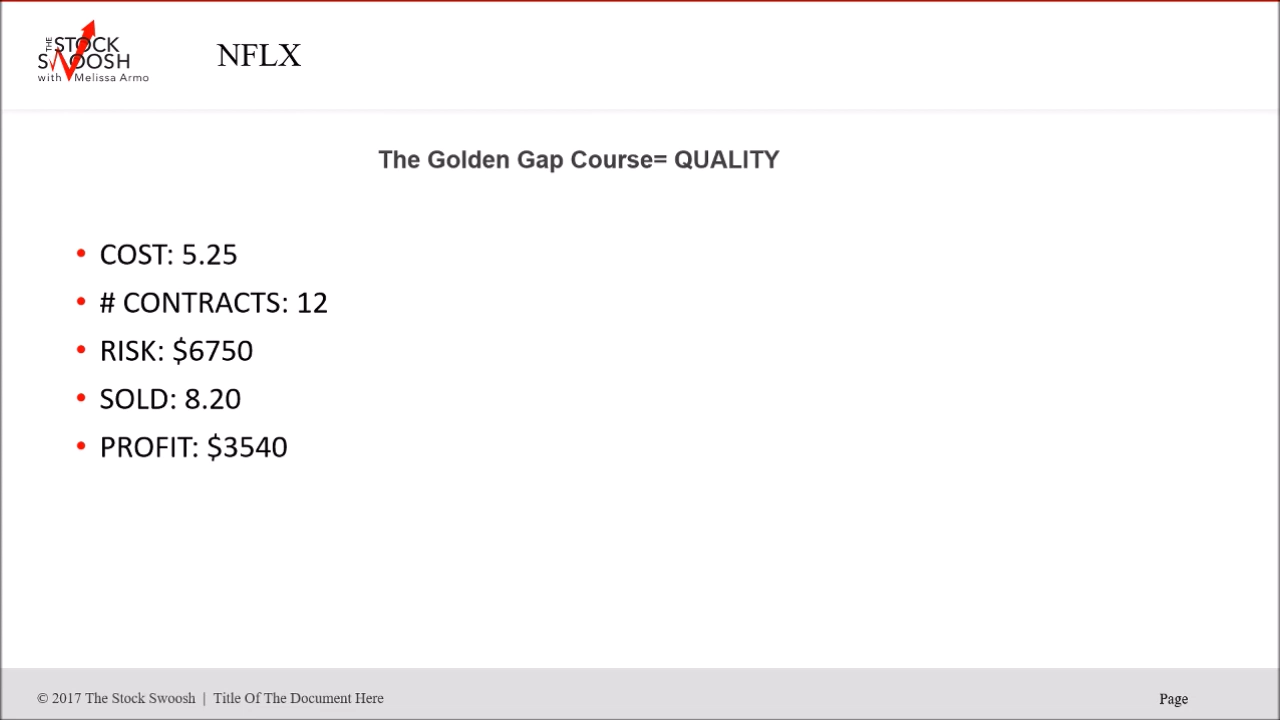 THE
STOCK
SWOOSH
with Melissa Armo
NFLX
The Golden Gap Course= QUALITY
• COST: 5.25
• # CONTRACTS: 12
• RISK: $6750
• SOLD: 8.20
• PROFIT: $3540
© 2017 The Stock Swoosh | Title Of The Document Here
Page